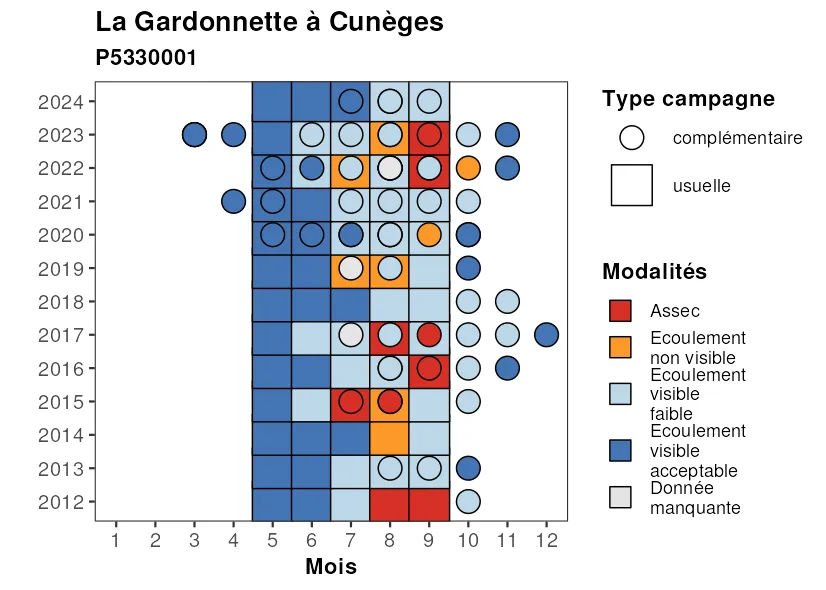 La Gardonnette à Cunèges
P5330001
2024
2023
2022
2021
2020
2019
2018
2017
2016
2015
2014
2013
2012
1 2 3 4 5 6 7 8 9 10 11 12
Mois
Type campagne
complémentaire
usuelle
Modalités
Assec
Ecoulement
non visible
Ecoulement
visible
faible
Ecoulement
visible
acceptable
Donnée
manquante